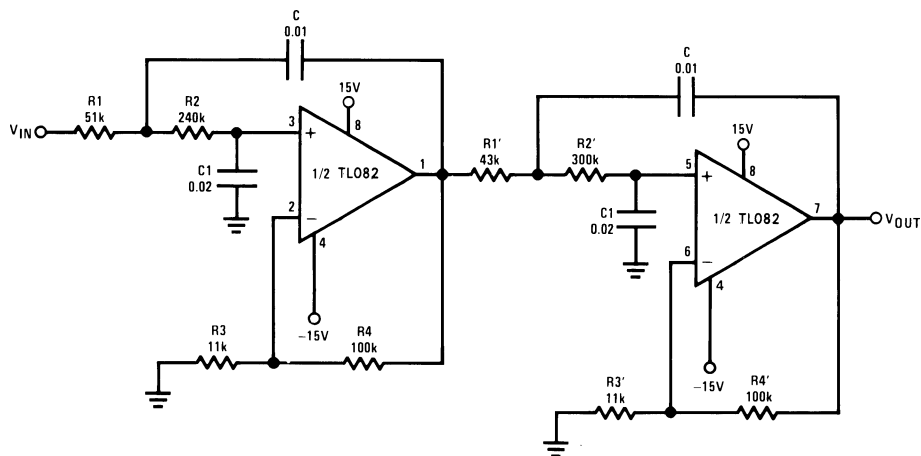 C
0.01
15V
R1
51k
R2
240k
V IN
3
+
8
C1
0.02
1/2 TL082
1
2
−
4
−15V
R3
11k
R4
100k
C
0.01
15V
R1'
43k
R2'
300k
5
+
8
C1
0.02
1/2 TL082
7
V OUT
6
−
4
−15V
R3'
11k
R4'
100k